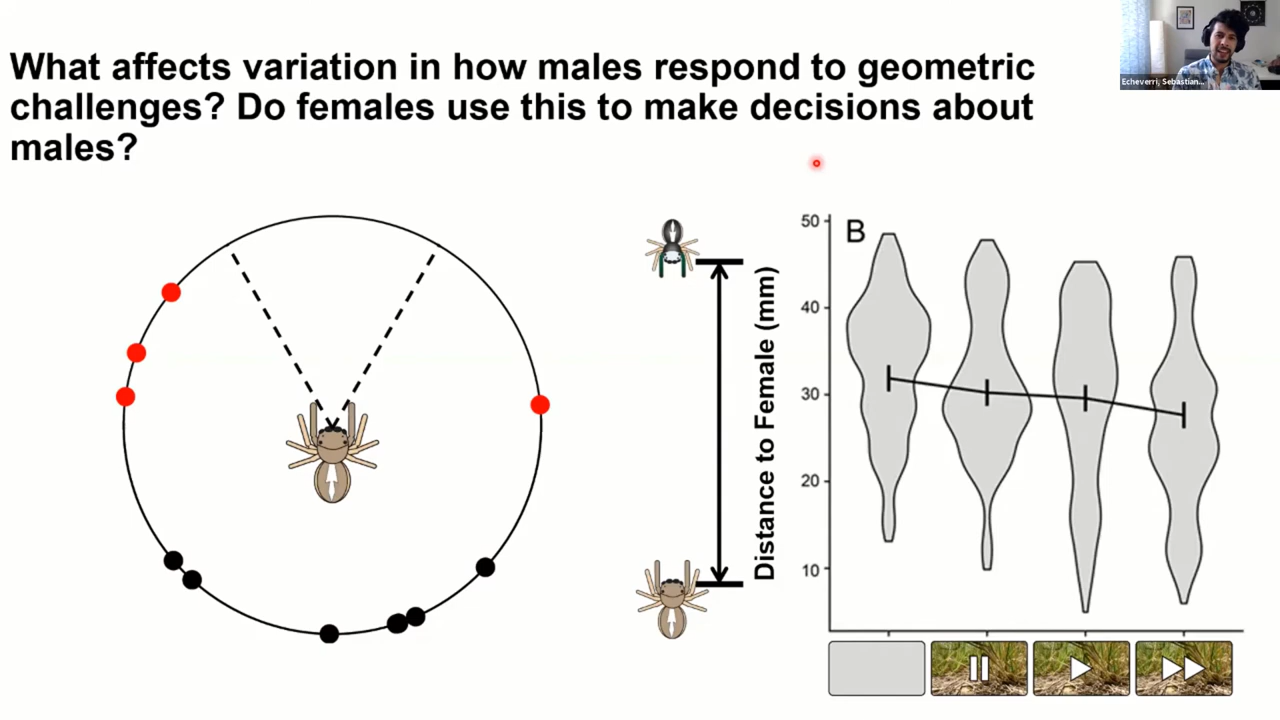 What affects variation in how males respond to geometric
challenges? Do females use this to make decisions about
males?
Echeverri, Sebastian...
B
Distance to Female (mm)
50
40
30
20
10